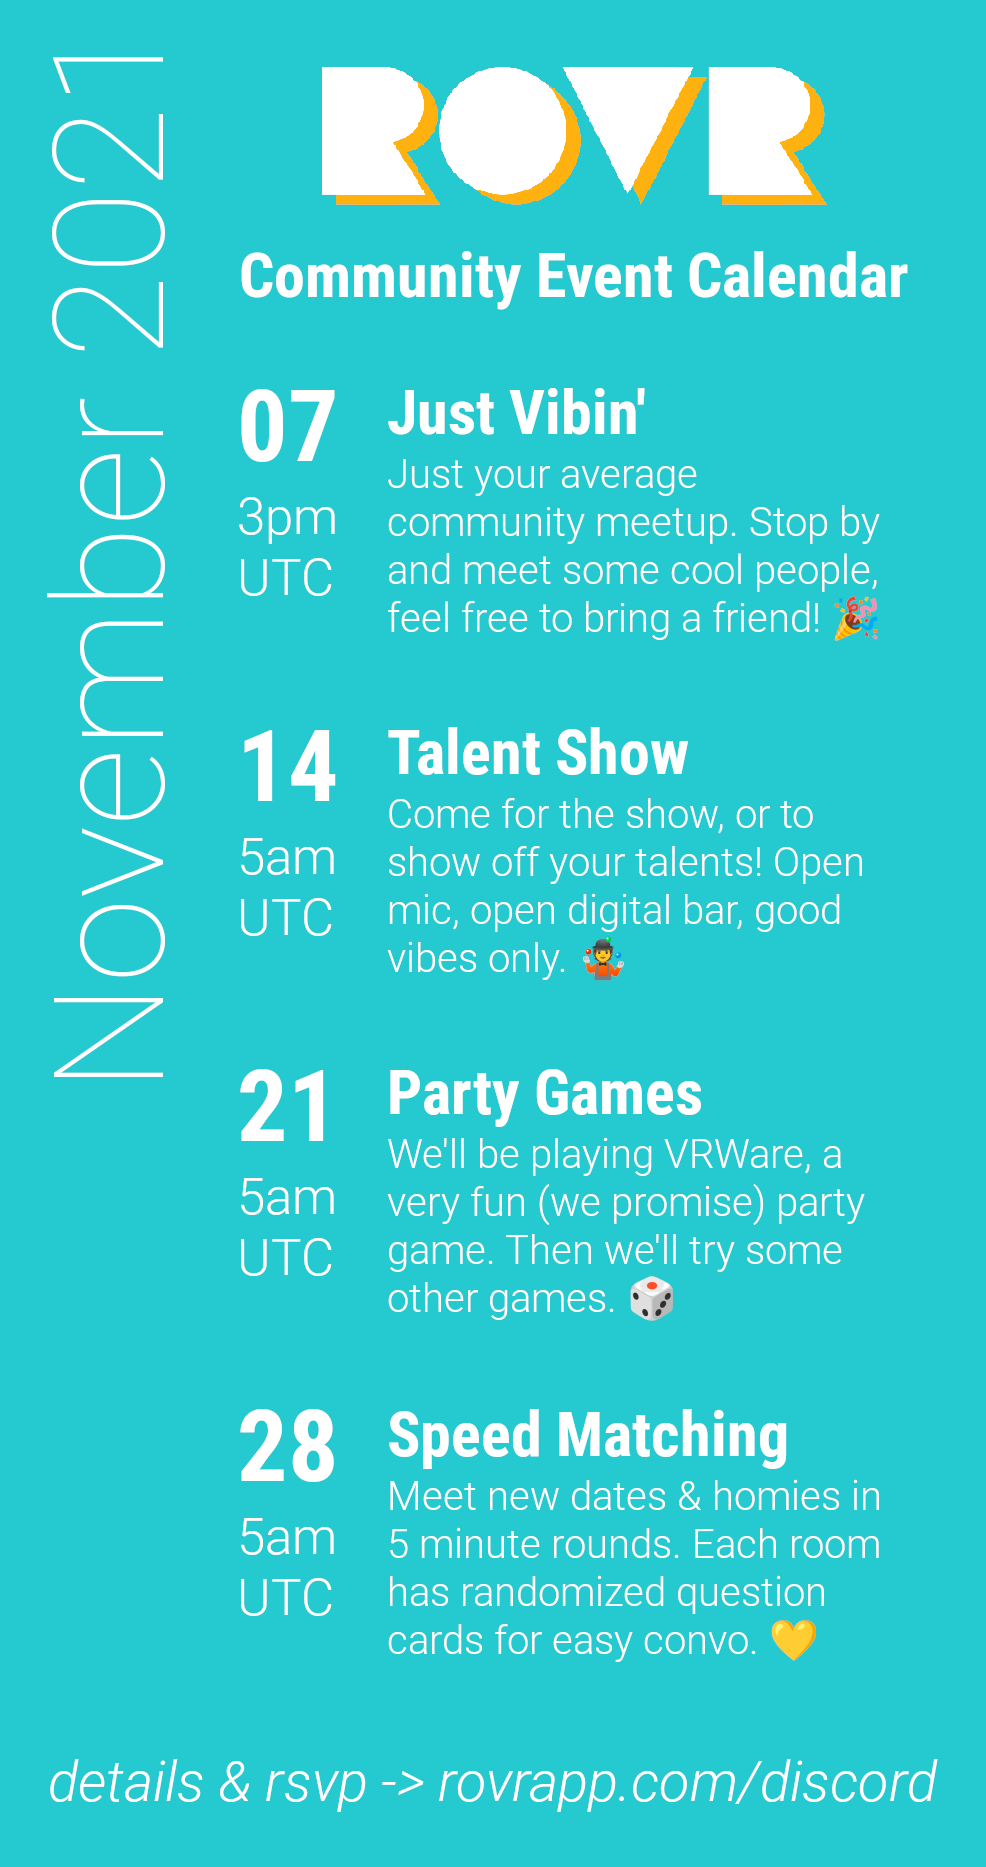 November 2021
ROVR
Community Event Calendar
07
3pm
UTC
Just Vibin'
Just your average
community meetup. Stop by
and meet some cool people,
feel free to bring a friend! 🎉
14
5am
UTC
Talent Show
Come for the show, or to
show off your talents! Open
mic, open digital bar, good
vibes only. 🤹
21
5am
UTC
Party Games
We'll be playing VRWare, a
very fun (we promise) party
game. Then we'll try some
other games. 🎲
28
5am
UTC
Speed Matching
Meet new dates & homies in
5 minute rounds. Each room
has randomized question
cards for easy convo. 💛
details & rsvp -> rovrapp.com/discord